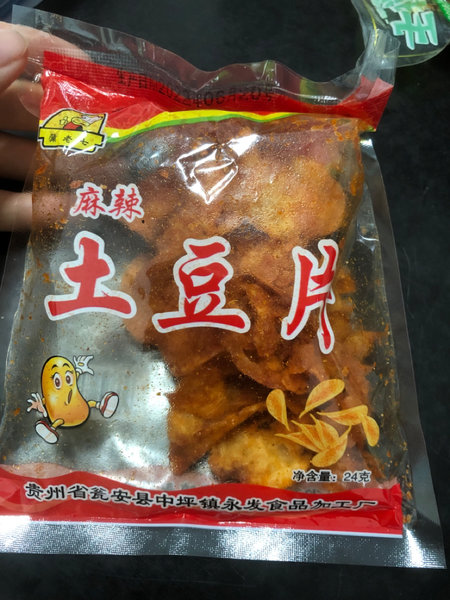 麻辣
土豆片
净含量：24克
贵州省瓮安县中坪镇永发食品加工厂